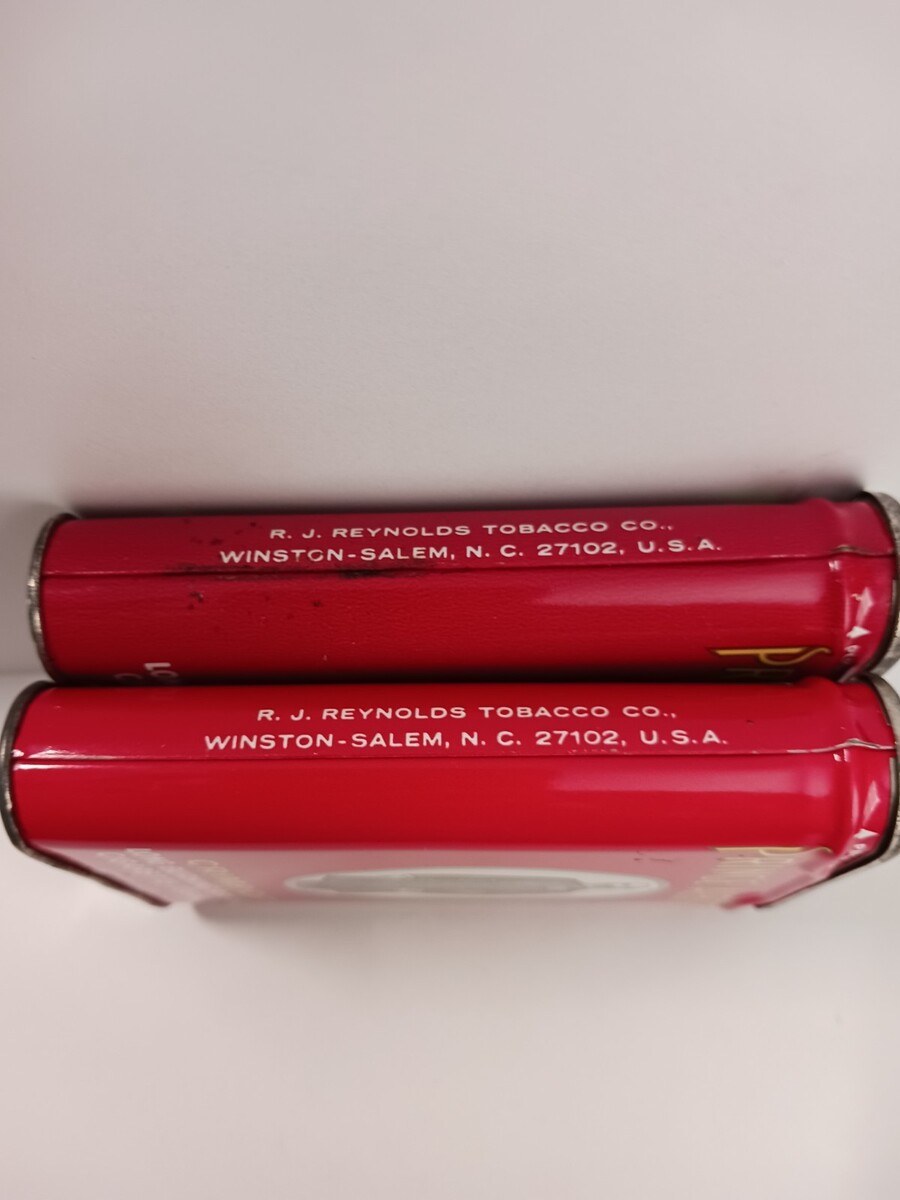 R. J. REYNOLDS TOBACCO CO.,
WINSTON-SALEM, N. C. 27102, U.S.A.
R. J. REYNOLDS TOBACCO CO.,
WINSTON-SALEM, N. C. 27102, U.S.A.